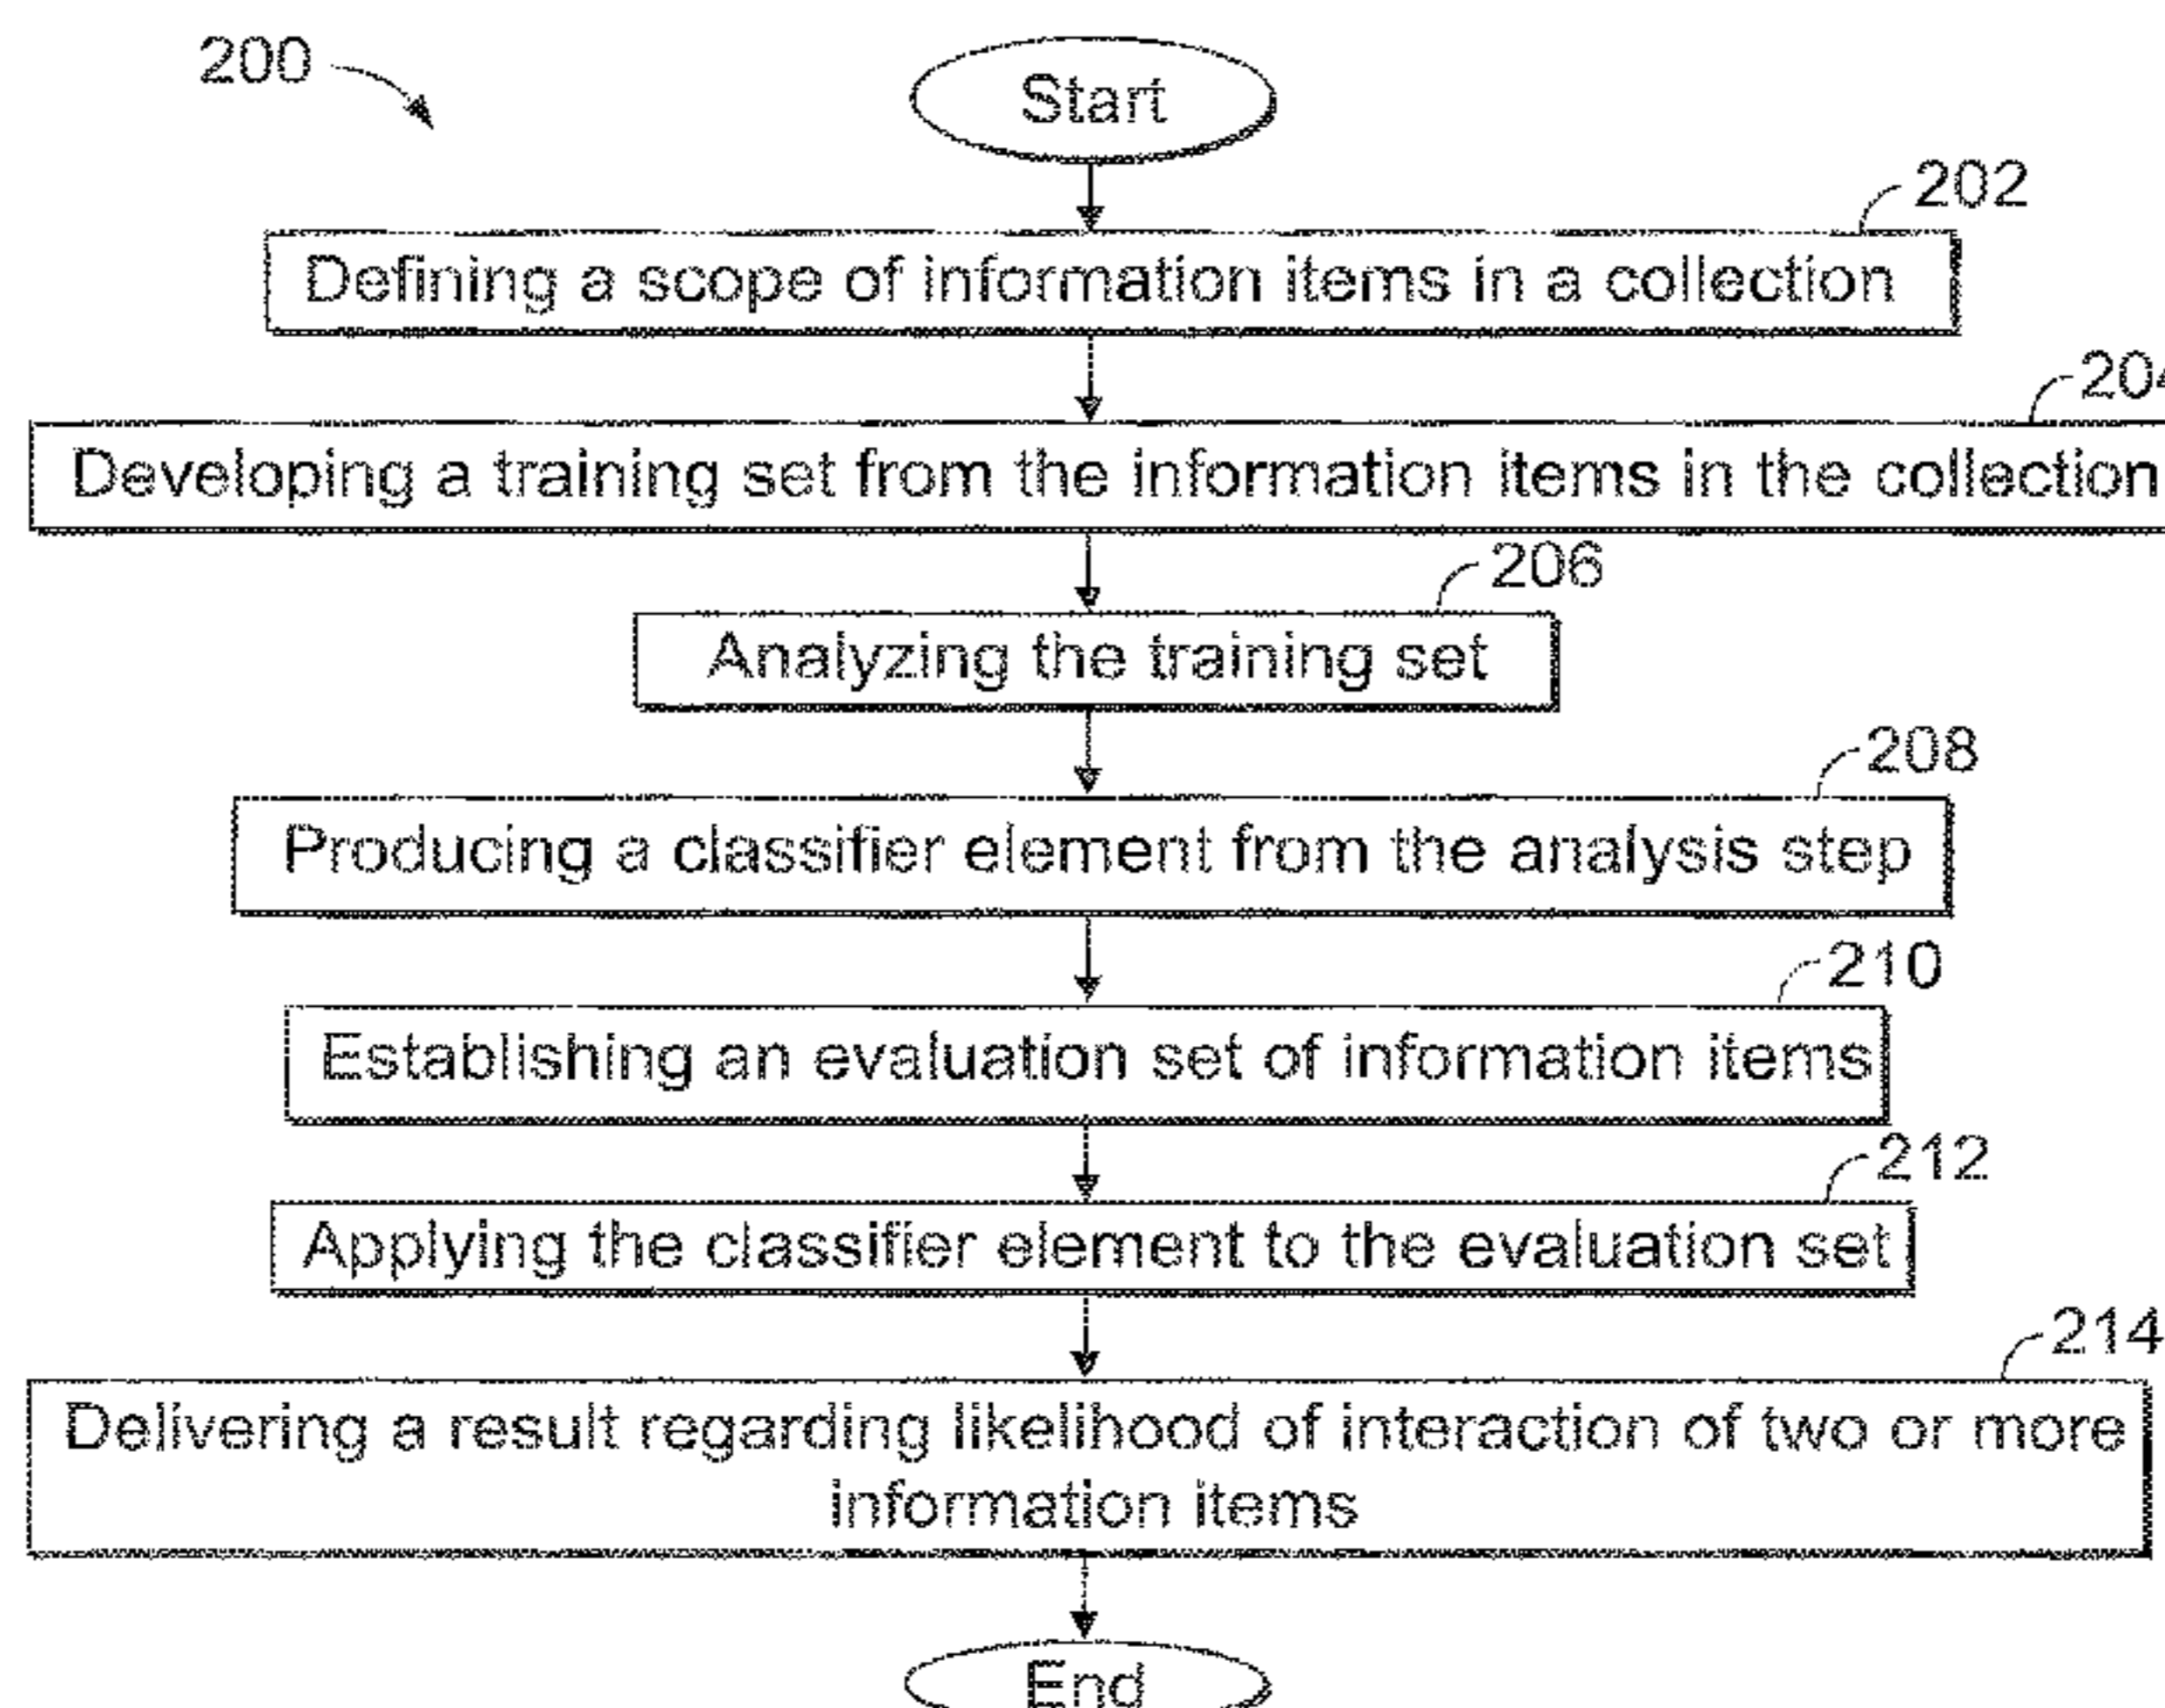 200
Start
202
Defining a scope of information items in a collection
204
Developing a training set from the information items in the collection
206
Analyzing the training set
208
Producing a classifier element from the analysis step
210
Establishing an evaluation set of information items
212
Applying the classifier element to the evaluation set
214
Delivering a result regarding likelihood of interaction of two or more
information items
End